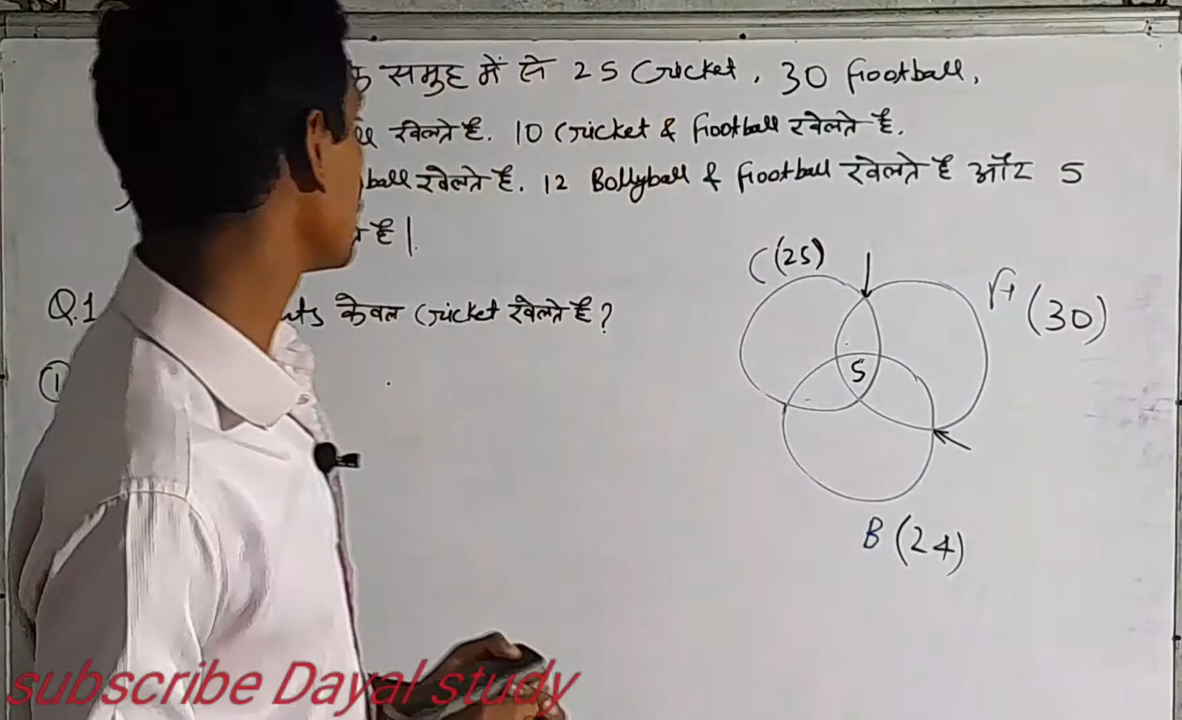 समुह में से 25 Cricket, 30 football,
खेलते है. 10 Cricket & football खेलते है.
ball खेलते है. 12 Bollyball & football खेलते है और 5
है |
Q.1 केवल Cricket खेलते है?
①
C (25)
F (30)
5
B (24)
subscribe Dayal study